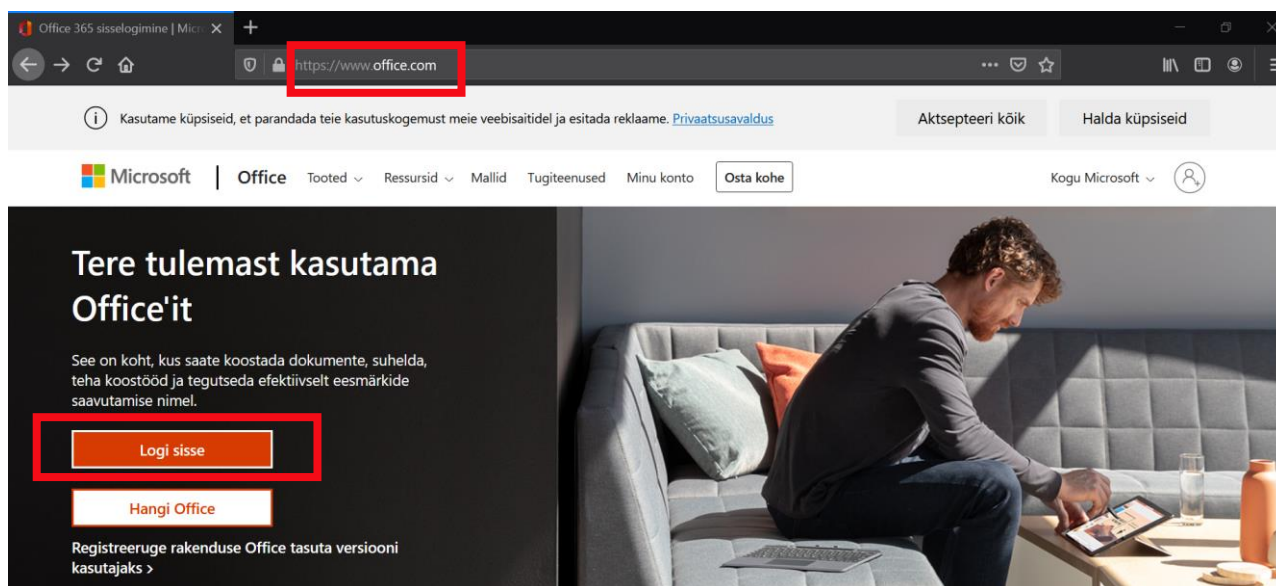 Office 365 sisselogimine | Micr
https://www.office.com
Kasutame küpsiseid, et parandada teie kasutuskogemust meie veebisaitidel ja esitada reklaame. Privaatsusavaldus
Aktsepteeri kõik
Halda küpsiseid
Microsoft | Office Tooted Ressursid Mallid Tugiteenused Minu konto Osta kohe Kogu Microsoft
Tere tulemast kasutama
Office'it
See on koht, kus saate koostada dokumente, suhelda,
teha koostööd ja tegutseda efektiivselt eesmärkide
saavutamise nimel.
Logi sisse
Hangi Office
Registreeruge rakenduse Office tasuta versiooni
kasutajaks >